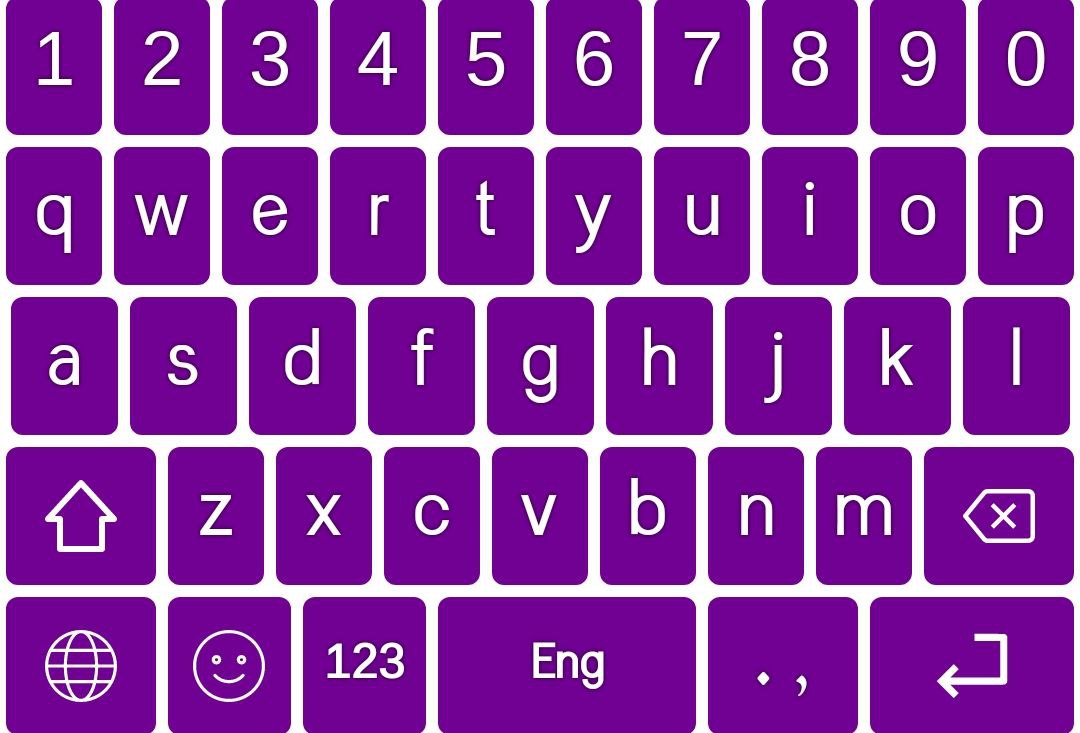 1 2 3 4 5 6 7 8 9 0
q w e r t y u i o p
a s d f g h j k l
z x c v b n m
123 Eng . ,